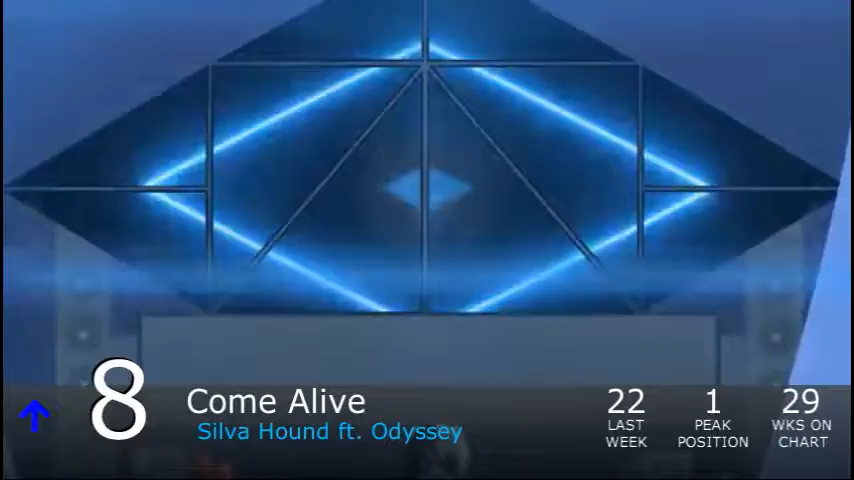 8
Come Alive
Silva Hound ft. Odyssey
22
LAST
WEEK
1
PEAK
POSITION
29
WKS ON
CHART